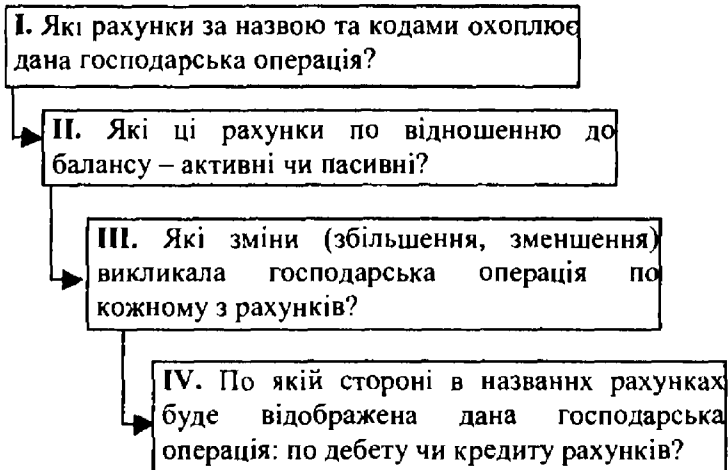 I. Які рахунки за назвою та кодами охоплює
дана господарська операція?
II. Які ці рахунки по відношенню до
балансу – активні чи пасивні?
III. Які зміни (збільшення, зменшення)
викликала господарська операція по
кожному з рахунків?
IV. По якій стороні в названнх рахунках
буде відображена дана господарська
операція: по дебету чи кредиту рахунків?